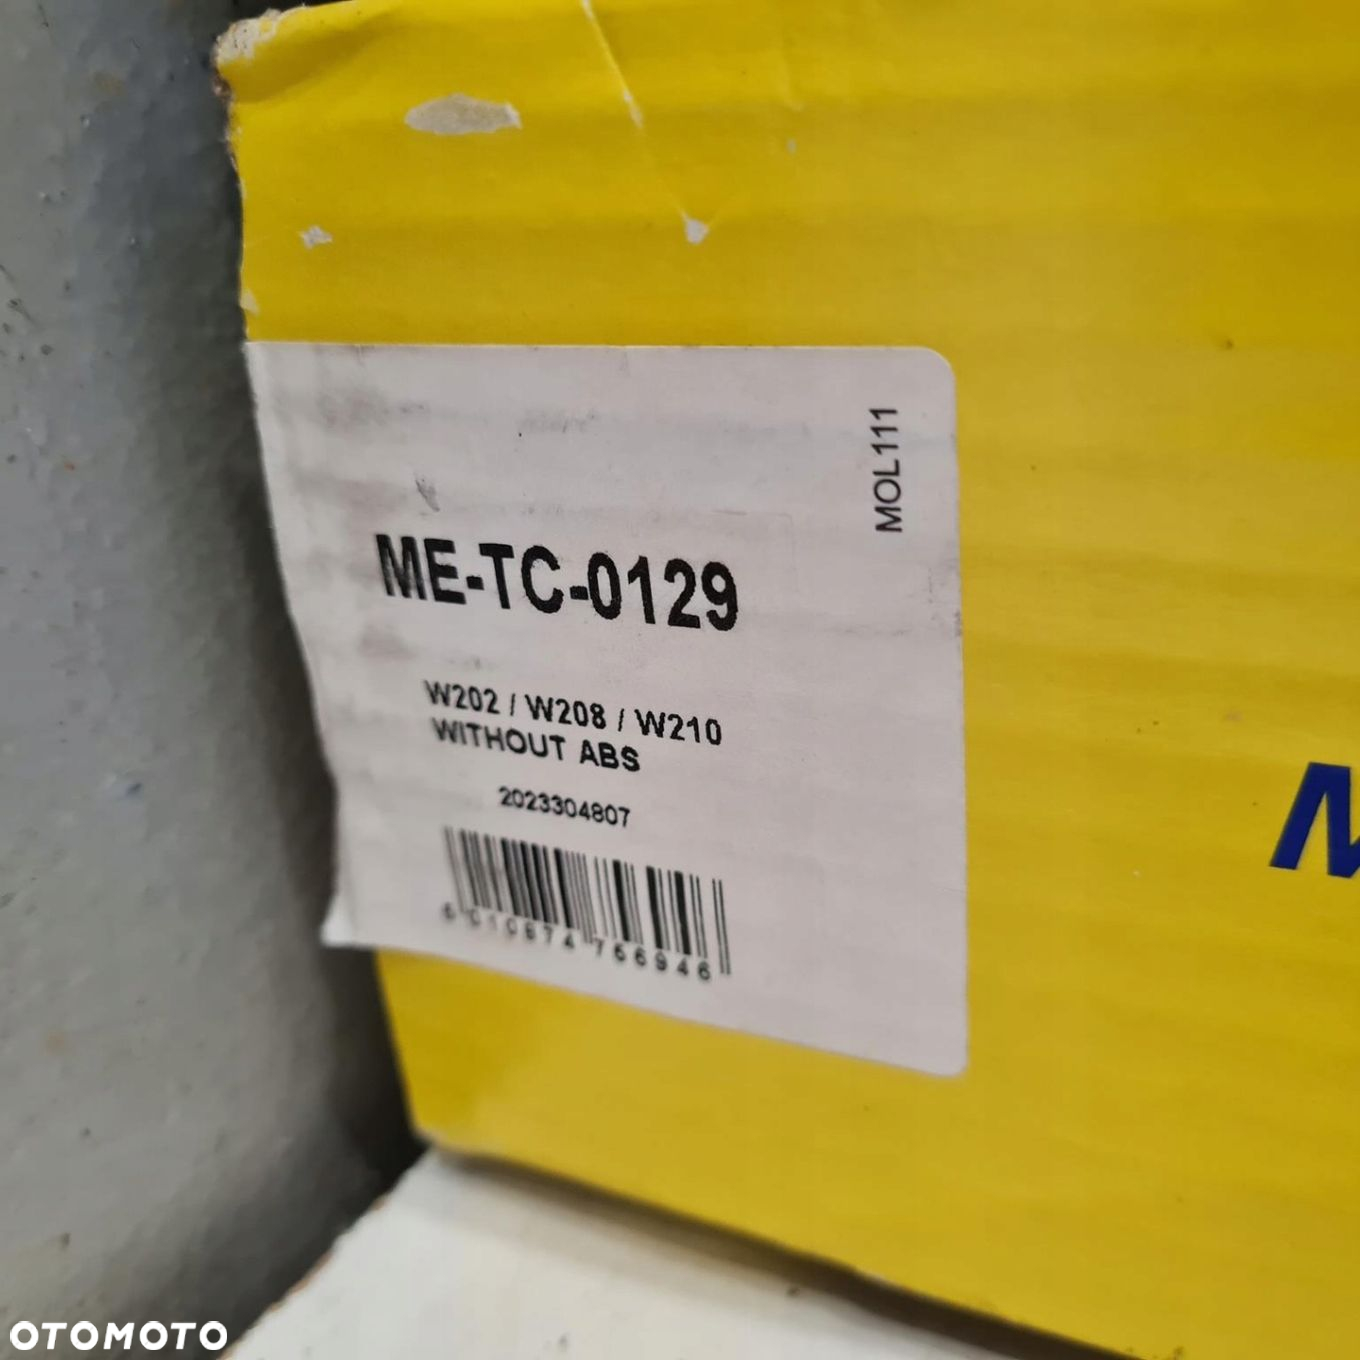 MOL111
ME-TC-0129
W202 / W208 / W210
WITHOUT ABS
2023304807
M
OTOMOTO